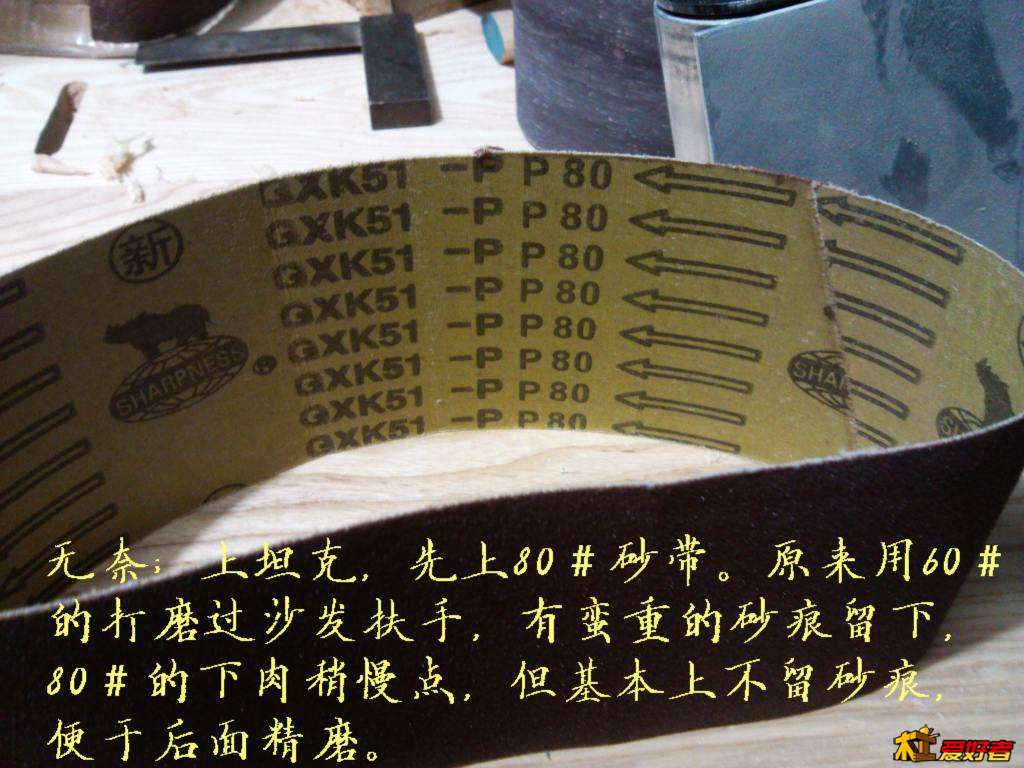 GXK51 -P P 80
GXK51 -P P 80
GXK51 -P P 80
GXK51 -P P 80
GXK51 -P P 80
GXK51 -P P 80
GXK51 -P P 80
GXK51 -P P 80
新
SHARPNESS ®
SHA
无奈；上坦克，先上80＃砂带。原来用60＃
的打磨过沙发扶手，有蛮重的砂痕留下，
80＃的下肉稍慢点，但基本上不留砂痕，
便于后面精磨。
木工爱好者